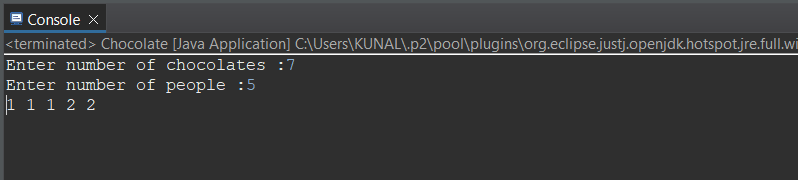 Console
<terminated> Chocolate [Java Application] C:\Users\KUNAL\.p2\pool\plugins\org.eclipse.justj.openjdk.hotspot.jre.full.wi
Enter number of chocolates :7
Enter number of people :5
1 1 1 2 2